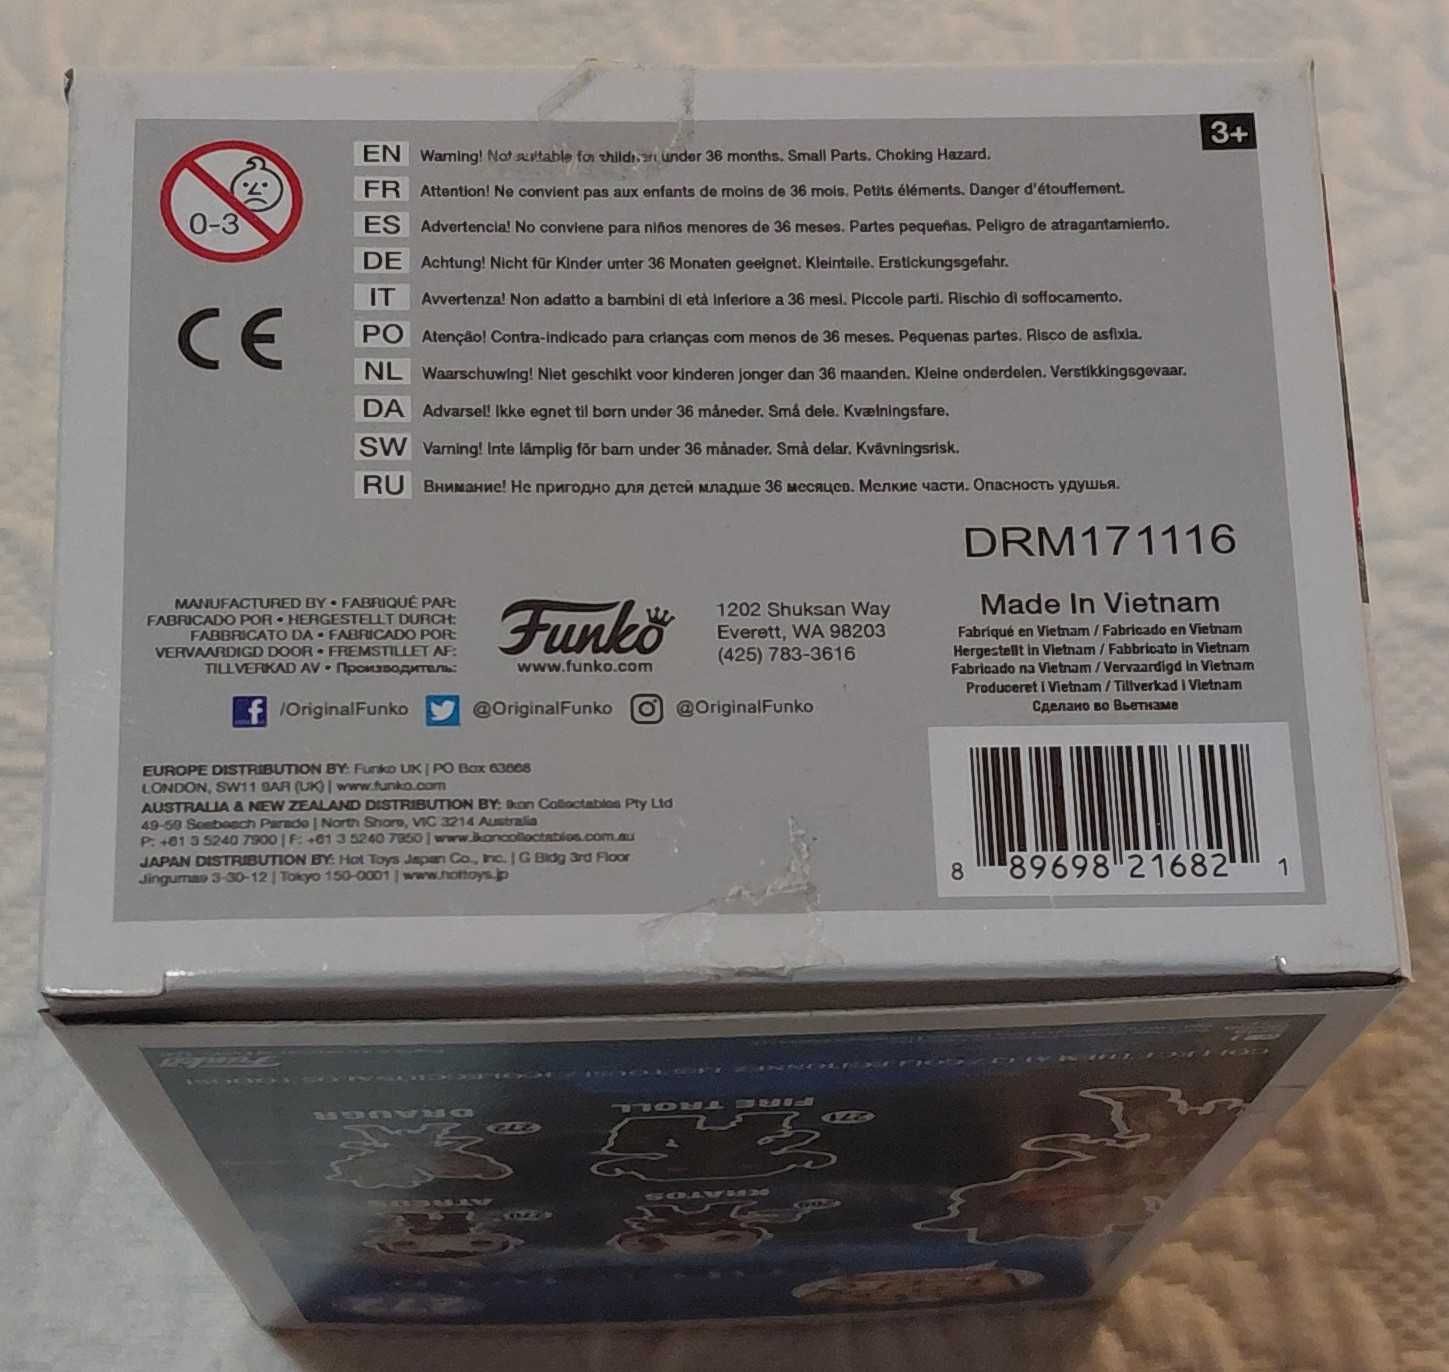 3+
0-3
EN Warning! Not suitable for children under 36 months. Small Parts. Choking Hazard.
FR Attention! Ne convient pas aux enfants de moins de 36 mois. Petits éléments. Danger d'étouffement.
ES Advertencia! No conviene para niños menores de 36 meses. Partes pequeñas. Peligro de atragantamiento.
DE Achtung! Nicht für Kinder unter 36 Monaten geeignet. Kleinteile. Erstickungsgefahr.
IT Avvertenza! Non adatto a bambini di età inferiore a 36 mesi. Piccole parti. Rischio di soffocamento.
PO Atenção! Contra-indicado para crianças com menos de 36 meses. Pequenas partes. Risco de asfixia.
NL Waarschuwing! Niet geschikt voor kinderen jonger dan 36 maanden. Kleine onderdelen. Verstikkingsgevaar.
DA Advarsel! Ikke egnet til børn under 36 måneder. Små dele. Kvælningsfare.
SW Varning! Inte lämplig för barn under 36 månader. Små delar. Kvävningsrisk.
RU Внимание! Не пригодно для детей младше 36 месяцев. Мелкие части. Опасность удушья.
CE
DRM171116
MANUFACTURED BY • FABRIQUÉ PAR:
FABRICADO POR • HERGESTELLT DURCH:
FABBRICATO DA • FABRICADO POR:
VERVAARDIGD DOOR • FREMSTILLET AF:
TILLVERKAD AV • Производитель:
Funko
www.funko.com
1202 Shuksan Way
Everett, WA 98203
(425) 783-3616
Made In Vietnam
Fabriqué en Vietnam / Fabricado en Vietnam
Hergestellt in Vietnam / Fabbricato in Vietnam
Fabricado na Vietnam / Vervaardigd in Vietnam
Produceret i Vietnam / Tillverkad i Vietnam
Сделано во Вьетнаме
/OriginalFunko @OriginalFunko @OriginalFunko
EUROPE DISTRIBUTION BY: Funko UK | PO Box
LONDON, SW11 9AR (UK) | www.funko.com
AUSTRALIA & NEW ZEALAND DISTRIBUTION BY: Ikon Collectables Pty Ltd
49-59 Seabeach Parade | North Shore, VIC 3214 Australia
P: +61 3 5240 7900 | F: +61 3 5240 7950 | www.ikoncollectables.com.au
JAPAN DISTRIBUTION BY: Hot Toys Japan Co., Inc. | G Bldg 3rd Floor
Jingumae 3-30-12 | Tokyo 150-0001 | www.hottoys.jp
8 89698 21682 1
Funko
DRAUGR
272
FIRE TROLL
271
ATREUS
270
KRATOS
269